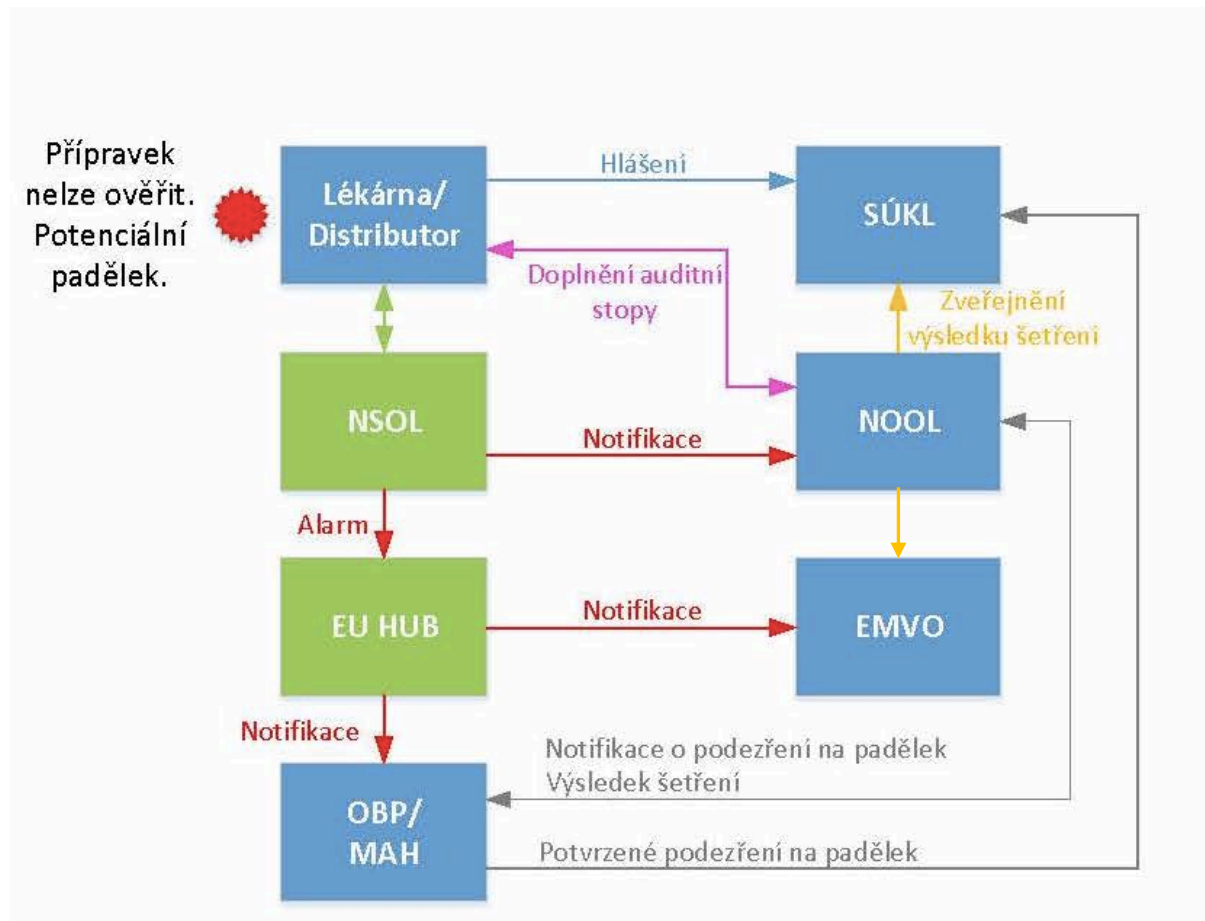 Přípravek
nelze ověřit.
Potenciální
padělek.
Lékárna/
Distributor
Hlášení
SÚKL
Doplnění auditní
stopy
Zveřejnění
výsledku šetření
NSOL
Notifikace
NOOL
Alarm
EU HUB
Notifikace
EMVO
Notifikace
Notifikace o podezření na padělek
Výsledek šetření
OBP/
MAH
Potvrzené podezření na padělek